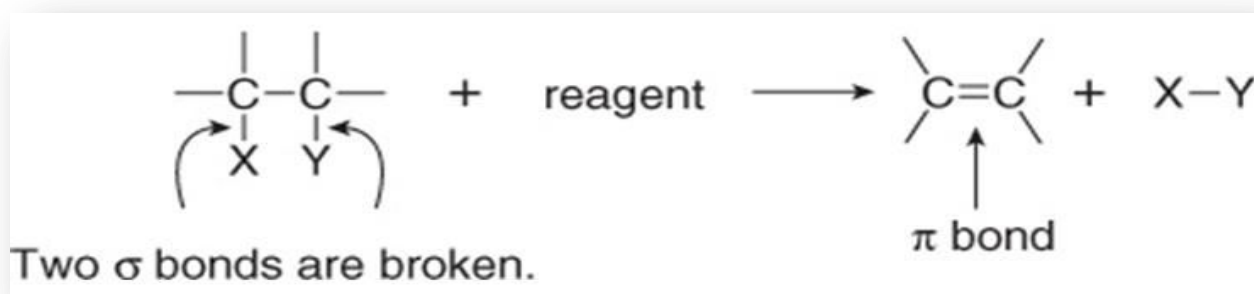 —C—C— + reagent ⟶ C=C + X—Y
X Y
π bond
Two σ bonds are broken.